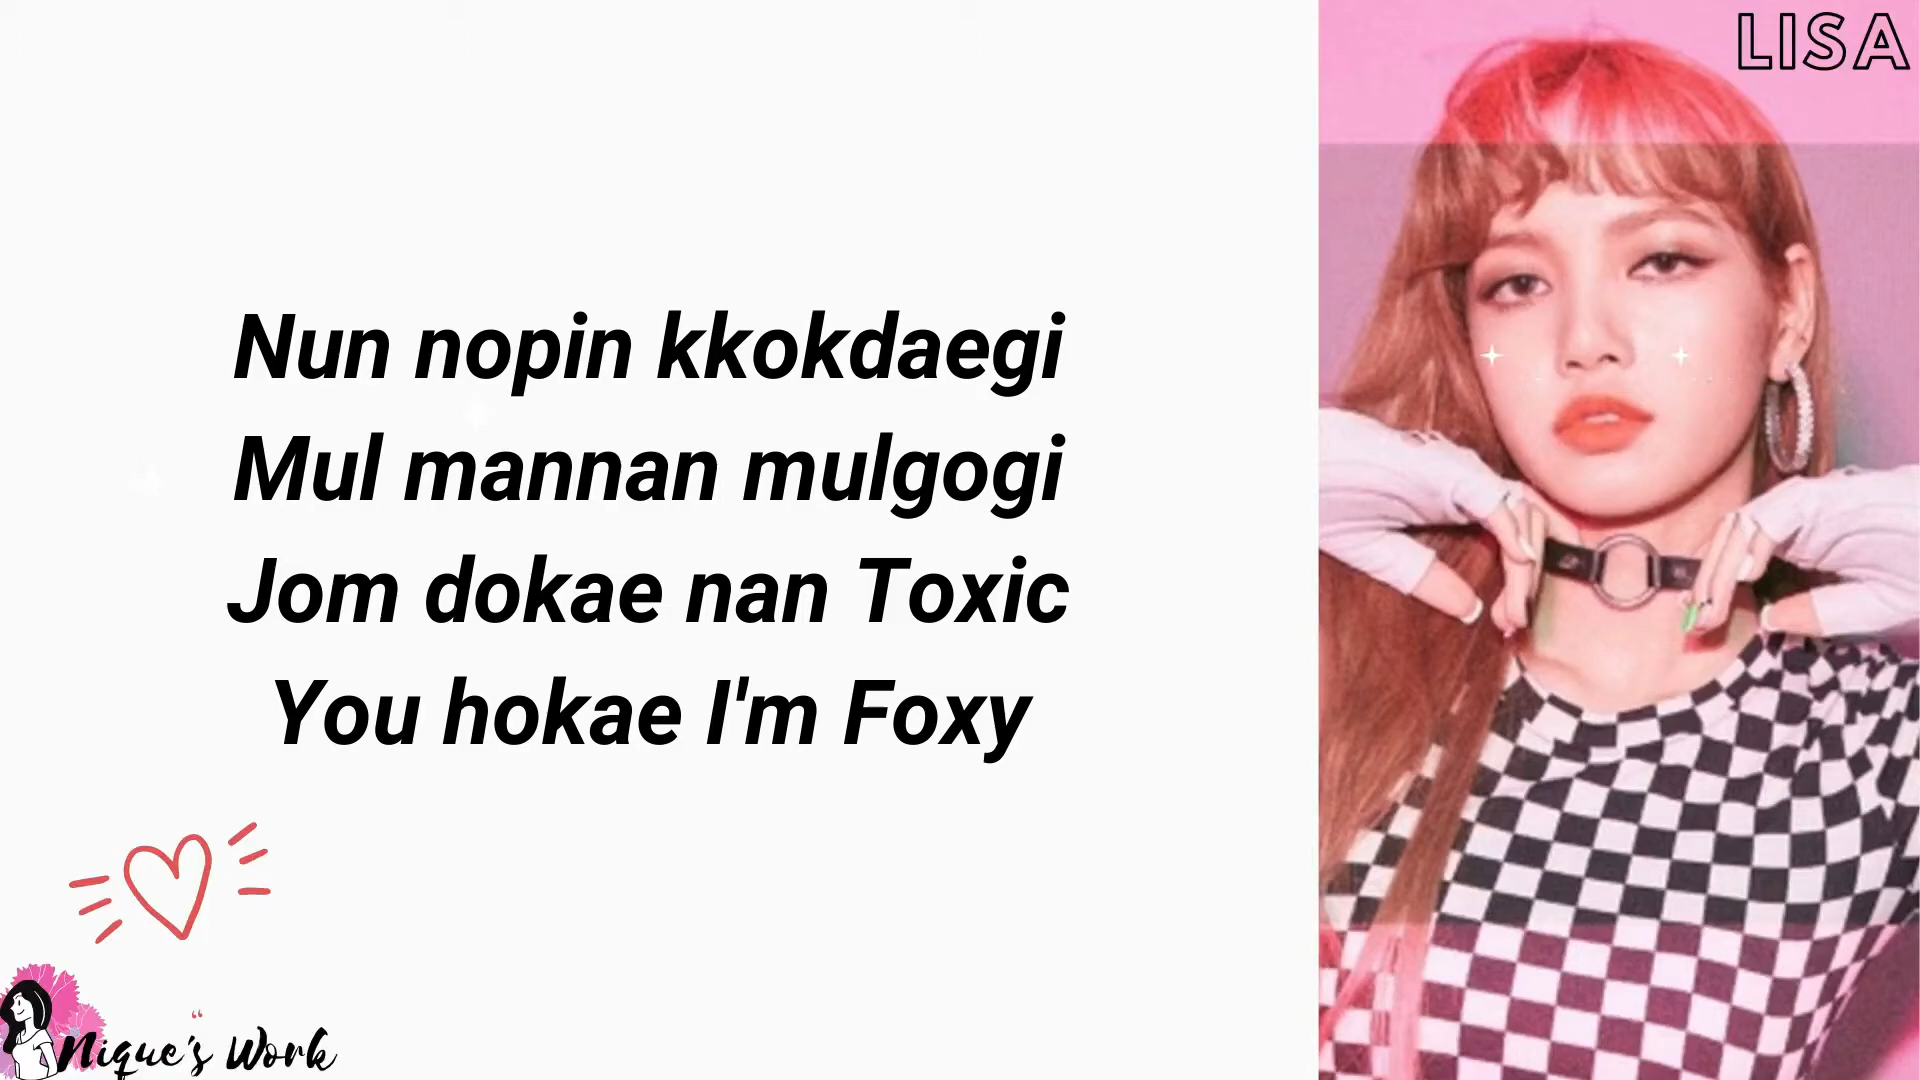 LISA
Nun nopin kkokdaegi
Mul mannan mulgogi
Jom dokae nan Toxic
You hokae I'm Foxy
Nique's Work